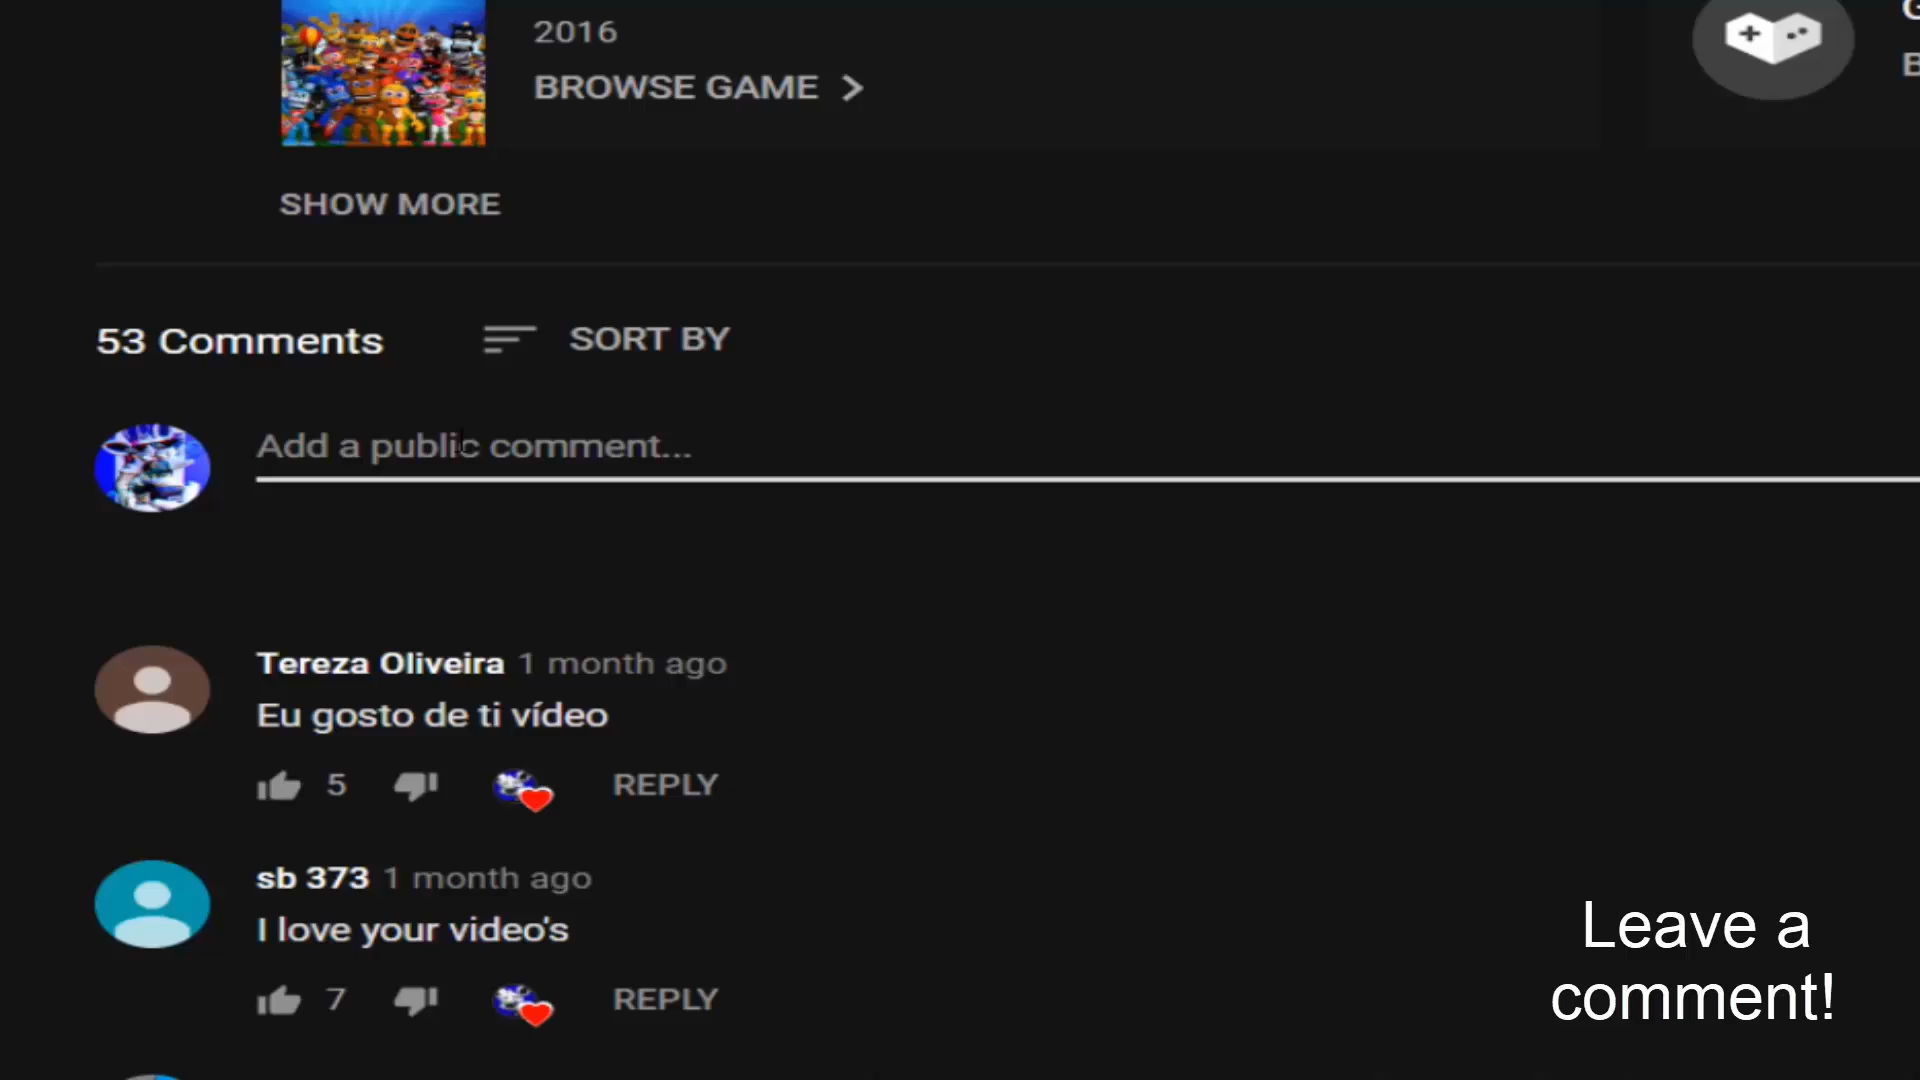 2016
BROWSE GAME
SHOW MORE
53 Comments SORT BY
Add a public comment...
Tereza Oliveira 1 month ago
Eu gosto de ti vídeo
5 REPLY
sb 373 1 month ago
I love your video's
7 REPLY
Leave a
comment!